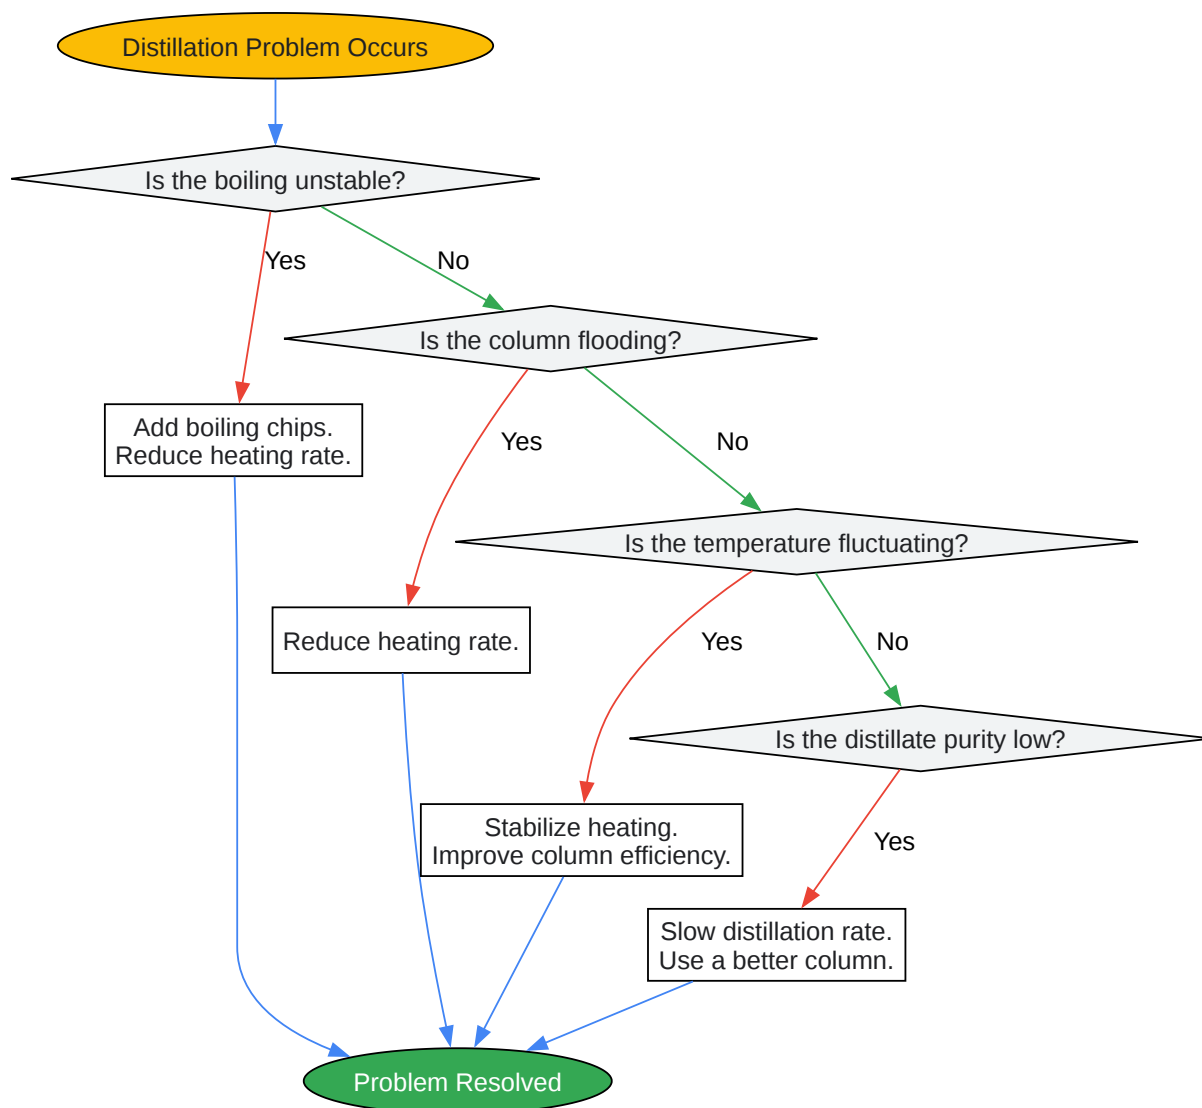 Distillation Problem Occurs
Is the boiling unstable?
Yes
No
Is the column flooding?
Add boiling chips.
Reduce heating rate.
Yes
No
Is the temperature fluctuating?
Reduce heating rate.
Yes
No
Is the distillate purity low?
Stabilize heating.
Improve column efficiency.
Yes
Slow distillation rate.
Use a better column.
Problem Resolved